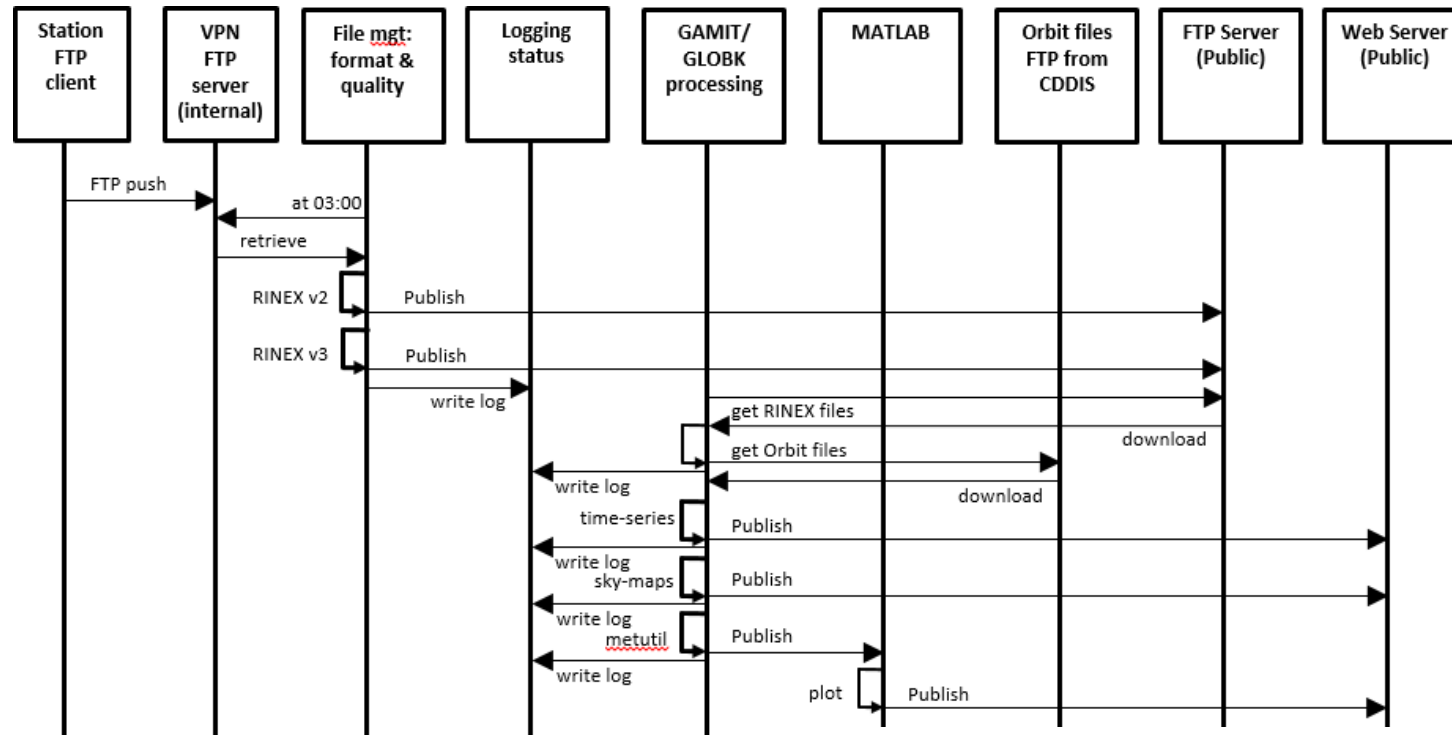 Station
FTP
client
VPN
FTP
server
(internal)
File mgt:
format &
quality
Logging
status
GAMIT/
GLOBK
processing
MATLAB
Orbit files
FTP from
CDDIS
FTP Server
(Public)
Web Server
(Public)
FTP push
at 03:00
retrieve
RINEX v2
Publish
RINEX v3
Publish
write log
get RINEX files
download
get Orbit files
write log
download
time-series
Publish
write log
sky-maps
Publish
write log
metutil
Publish
write log
plot
Publish